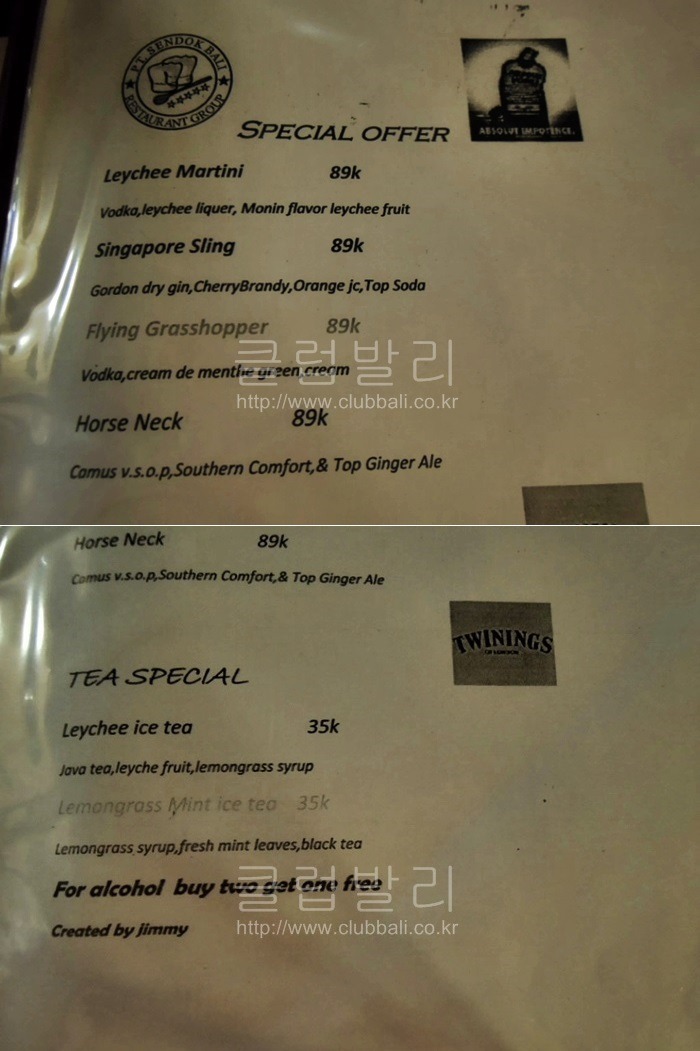 P.T. SENDOK BALI
RESTAURANT GROUP
ABSOLUT IMPOTENCE.
SPECIAL OFFER
Leychee Martini 89k
Vodka,leychee liquer, Monin flavor leychee fruit
Singapore Sling 89k
Gordon dry gin,CherryBrandy,Orange jc,Top Soda
Flying Grasshopper 89k
Vodka,cream de menthe green,cream
클럽발리
http://www.clubbali.co.kr
Horse Neck 89k
Camus v.s.o.p,Southern Comfort,& Top Ginger Ale
Horse Neck 89k
Camus v.s.o.p,Southern Comfort,& Top Ginger Ale
TWININGS
OF LONDON
TEA SPECIAL
Leychee ice tea 35k
Java tea,leyche fruit,lemongrass syrup
Lemongrass Mint ice tea 35k
Lemongrass syrup,fresh mint leaves,black tea
For alcohol buy two get one free
클럽발리
http://www.clubbali.co.kr
Created by Jimmy